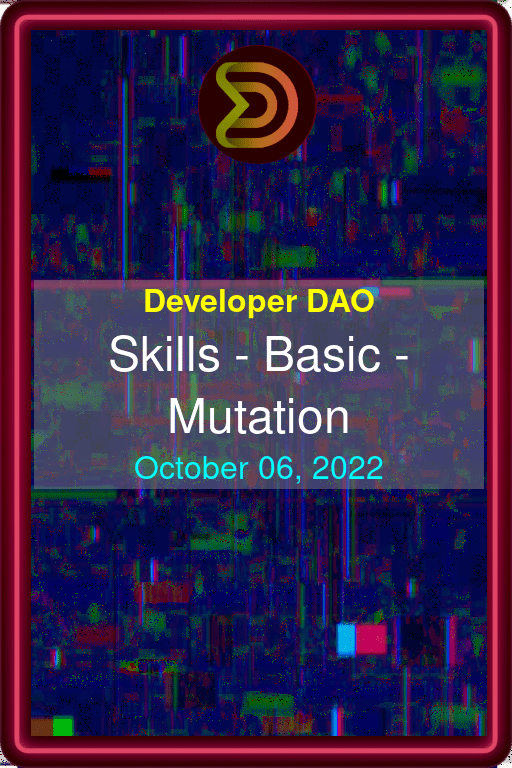 Developer DAO
Skills - Basic -
Mutation
October 06, 2022